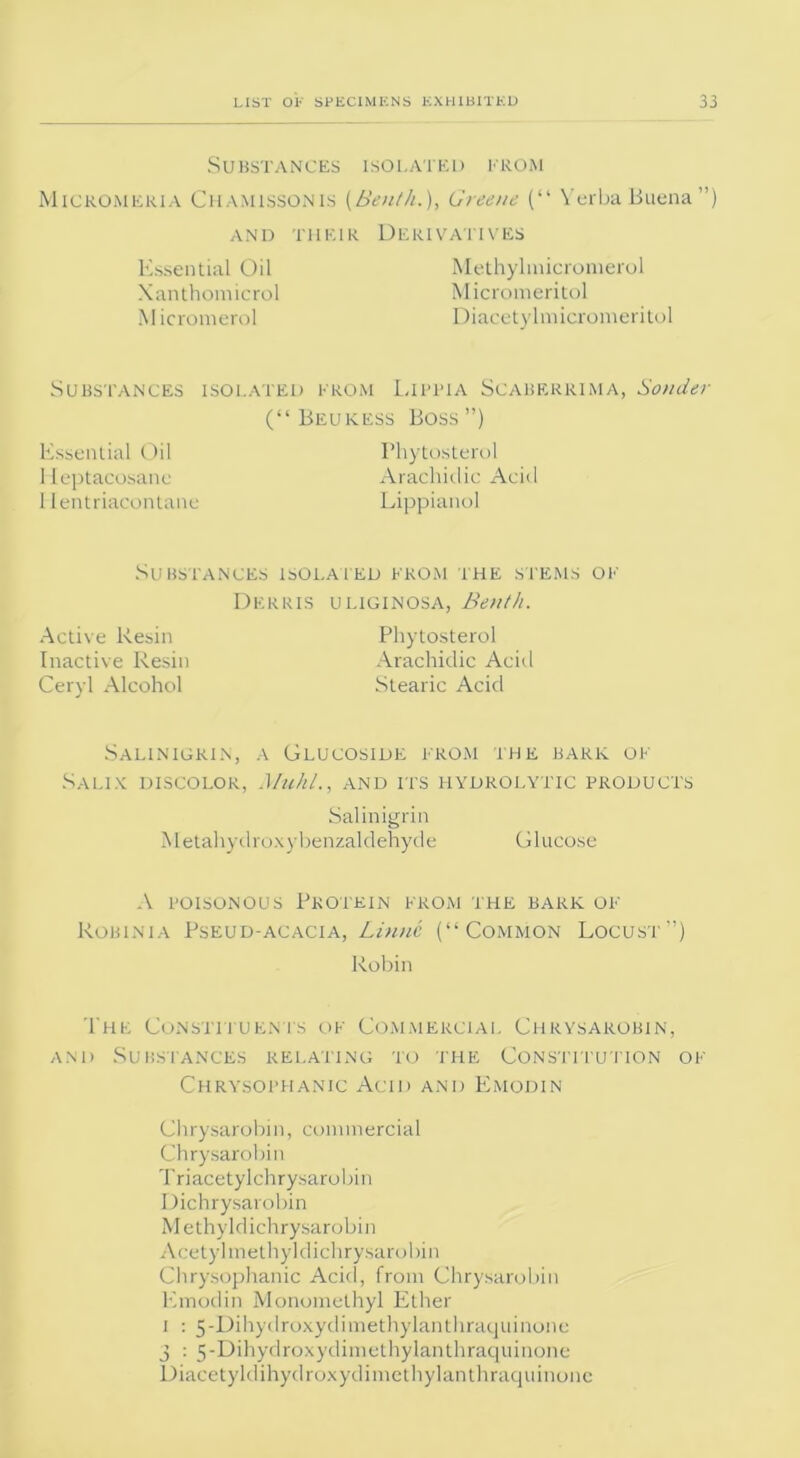 LIST OF SPECIMENS EXHIBITED 33
SUBSTANCES ISOLATED FROM
MICROMERIA CHAMISSONIS (Benth.), Greene (“ Yerba Buena ”)
AND THEIR DERIVATIVES
Essential Oil Methylmicromerol
Xanthomicrol Micromeritol
Micromerol Diacetylmicromeritol
SUBSTANCES ISOLATED FROM LIPPIA SCABERRIMA, Sonder
(“ BEUKESS BOSS ”)
Essential Oil Phytosterol
Heptacosane Arachidic Acid
Hentriacontane Lippianol
SUBSTANCES ISOLATED FROM THE STEMS OF
DERRIS ULIGINOSA, Benth.
Active Resin Phytosterol
Inactive Resin Arachidic Acid
Ceryl Alcohol Stearic Acid
SALINIGRIN, A GLUCOSIDE FROM THE BARK OF
SALIX DISCOLOR, Muhl., AND ITS HYDROLYTIC PRODUCTS
Salinigrin
Metahydroxybenzaldehyde Glucose
A POISONOUS PROTEIN FROM THE BARK OF
ROBINIA PSEUD-ACACIA, Linné (“ COMMON LOCUST ”)
Robin
THE CONSTITUENTS OF COMMERCIAL CHRYSAROBIN,
AND SUBSTANCES RELATING TO THE CONSTITUTION OF
CHRYSOPHANIC ACID AND EMODIN
Chrysarobin, commercial
Chrysarobin
Triacetylchrysarobin
Dichrysarobin
Methyldichrysarobin
Acetylmethyldichrysarobin
Chrysophanic Acid, from Chrysarobin
Emodin Monomethyl Ether
1 : 5-Dihydroxydimethylanthraquinone
3 : 5-Dihydroxydimethylanthraquinone
Diacetyldihydroxydimethylanthraquinone